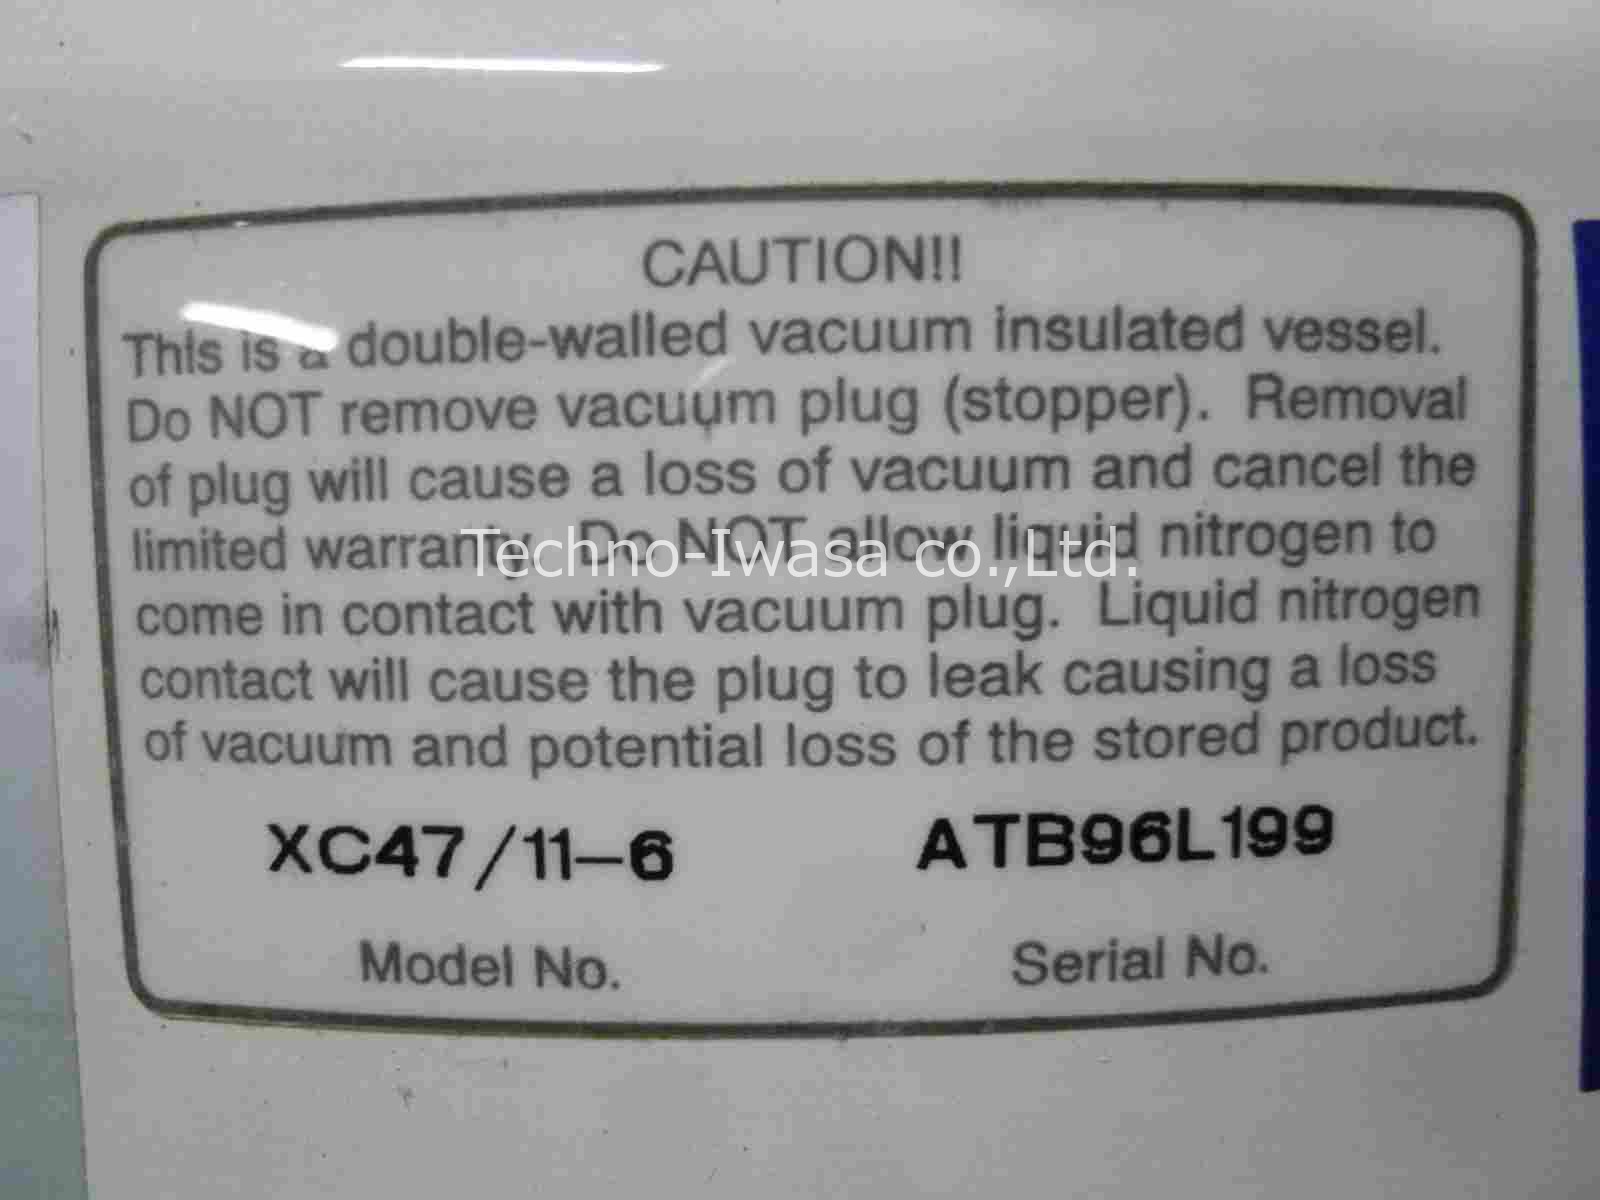 CAUTION!!
This is a double-walled vacuum insulated vessel.
Do NOT remove vacuum plug (stopper). Removal
of plug will cause a loss of vacuum and cancel the
limited warranty. Do NOT allow liquid nitrogen to
Techno-Iwasa co.,Ltd.
come in contact with vacuum plug. Liquid nitrogen
contact will cause the plug to leak causing a loss
of vacuum and potential loss of the stored product.
XC47/11-6 ATB96L199
Model No. Serial No.